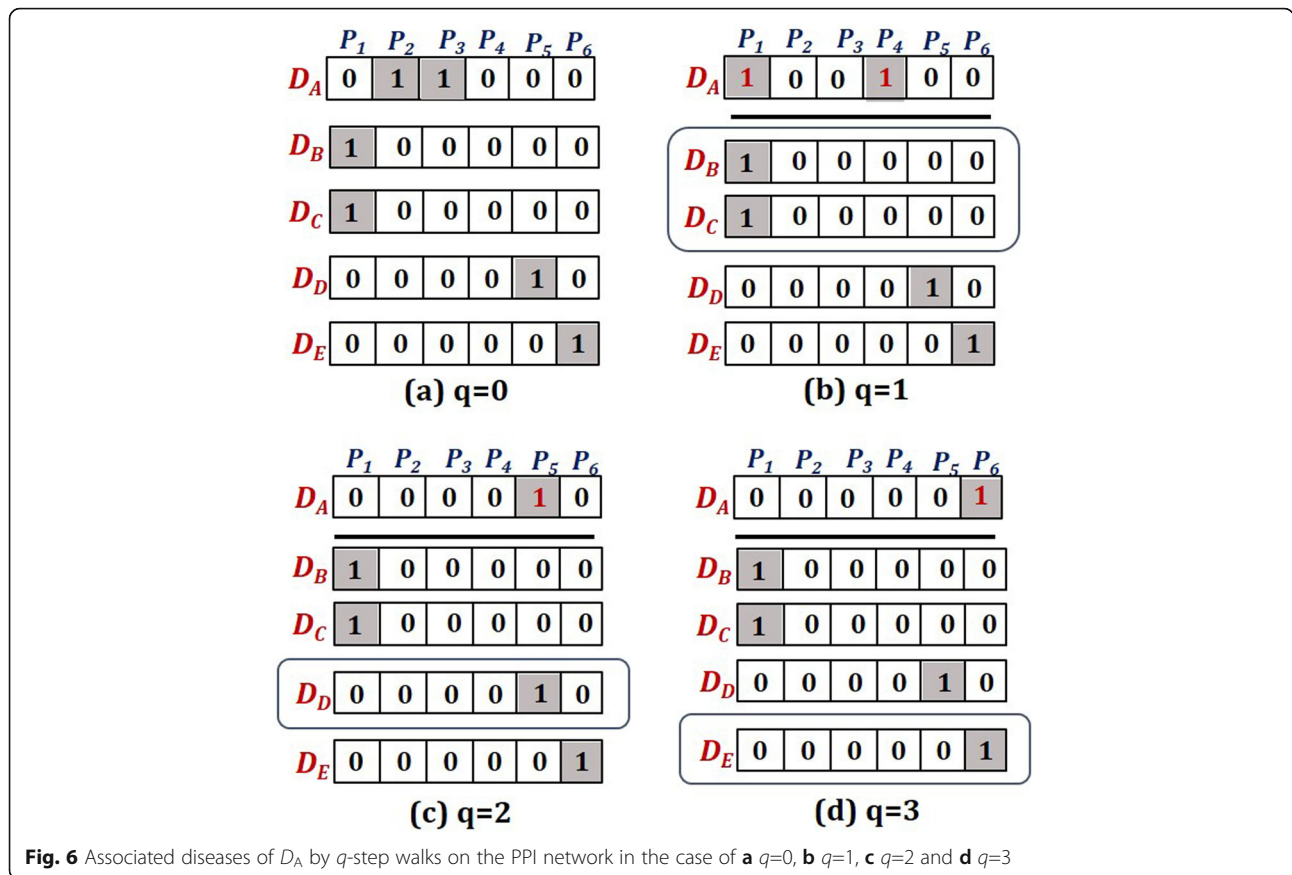 P1 P2 P3 P4 P5 P6
DA 0 1 1 0 0 0
DB 1 0 0 0 0 0
DC 1 0 0 0 0 0
DD 0 0 0 0 1 0
DE 0 0 0 0 0 1
(a) q=0
P1 P2 P3 P4 P5 P6
DA 1 0 0 1 0 0
DB 1 0 0 0 0 0
DC 1 0 0 0 0 0
DD 0 0 0 0 1 0
DE 0 0 0 0 0 1
(b) q=1
P1 P2 P3 P4 P5 P6
DA 0 0 0 0 1 0
DB 1 0 0 0 0 0
DC 1 0 0 0 0 0
DD 0 0 0 0 1 0
DE 0 0 0 0 0 1
(c) q=2
P1 P2 P3 P4 P5 P6
DA 0 0 0 0 0 1
DB 1 0 0 0 0 0
DC 1 0 0 0 0 0
DD 0 0 0 0 1 0
DE 0 0 0 0 0 1
(d) q=3
Fig. 6 Associated diseases of DA by q-step walks on the PPI network in the case of a q=0, b q=1, c q=2 and d q=3